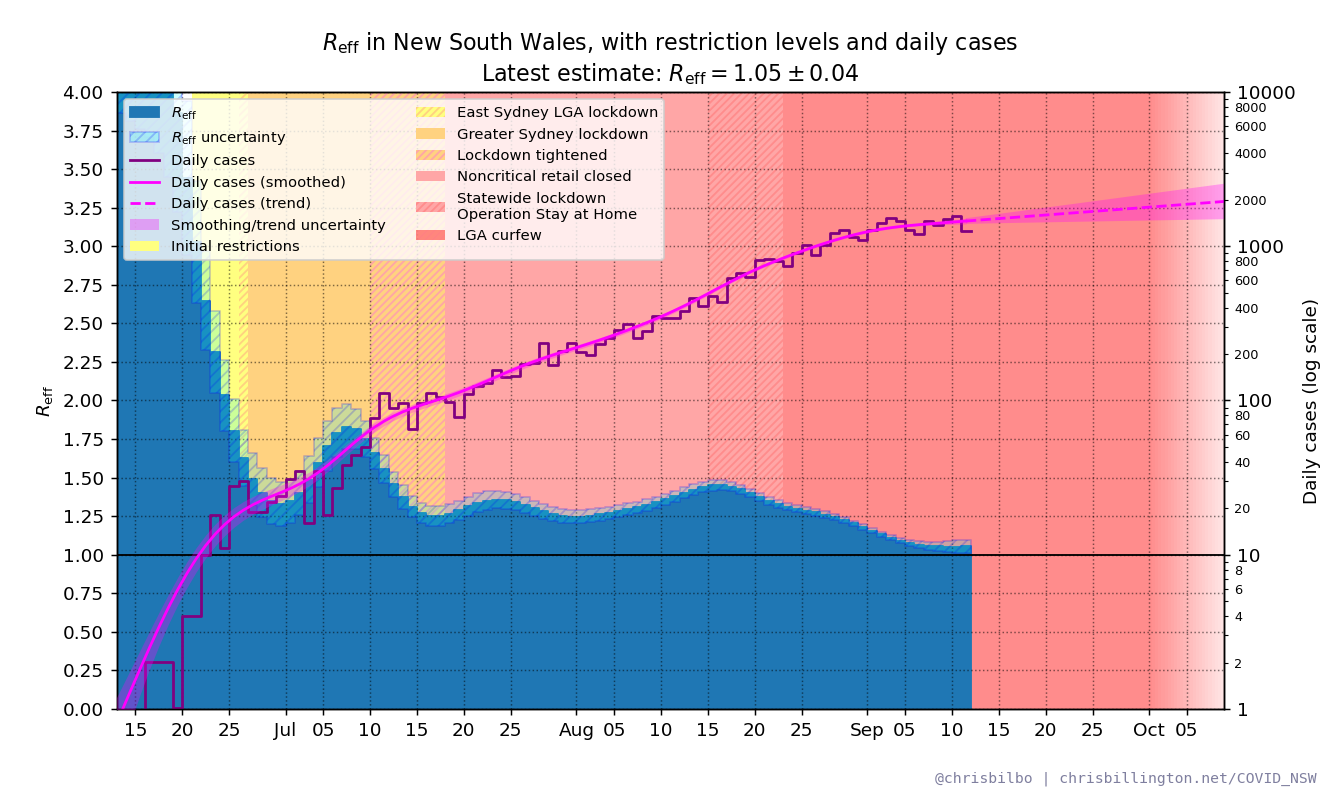 Reff in New South Wales, with restriction levels and daily cases
Latest estimate: Reff = 1.05 ± 0.04
Reff
Reff uncertainty
Daily cases
Daily cases (smoothed)
Daily cases (trend)
Smoothing/trend uncertainty
Initial restrictions
East Sydney LGA lockdown
Greater Sydney lockdown
Lockdown tightened
Noncritical retail closed
Statewide lockdown
Operation Stay at Home
LGA curfew
Reff
4.00
3.75
3.50
3.25
3.00
2.75
2.50
2.25
2.00
1.75
1.50
1.25
1.00
0.75
0.50
0.25
0.00
10000
8000
6000
4000
2000
1000
800
600
400
200
100
80
60
40
20
10
8
6
4
2
1
Daily cases (log scale)
15 20 25 Jul 05 10 15 20 25 Aug 05 10 15 20 25 Sep 05 10 15 20 25 Oct 05
@chrisbilbo | chrisbillington.net/COVID_NSW